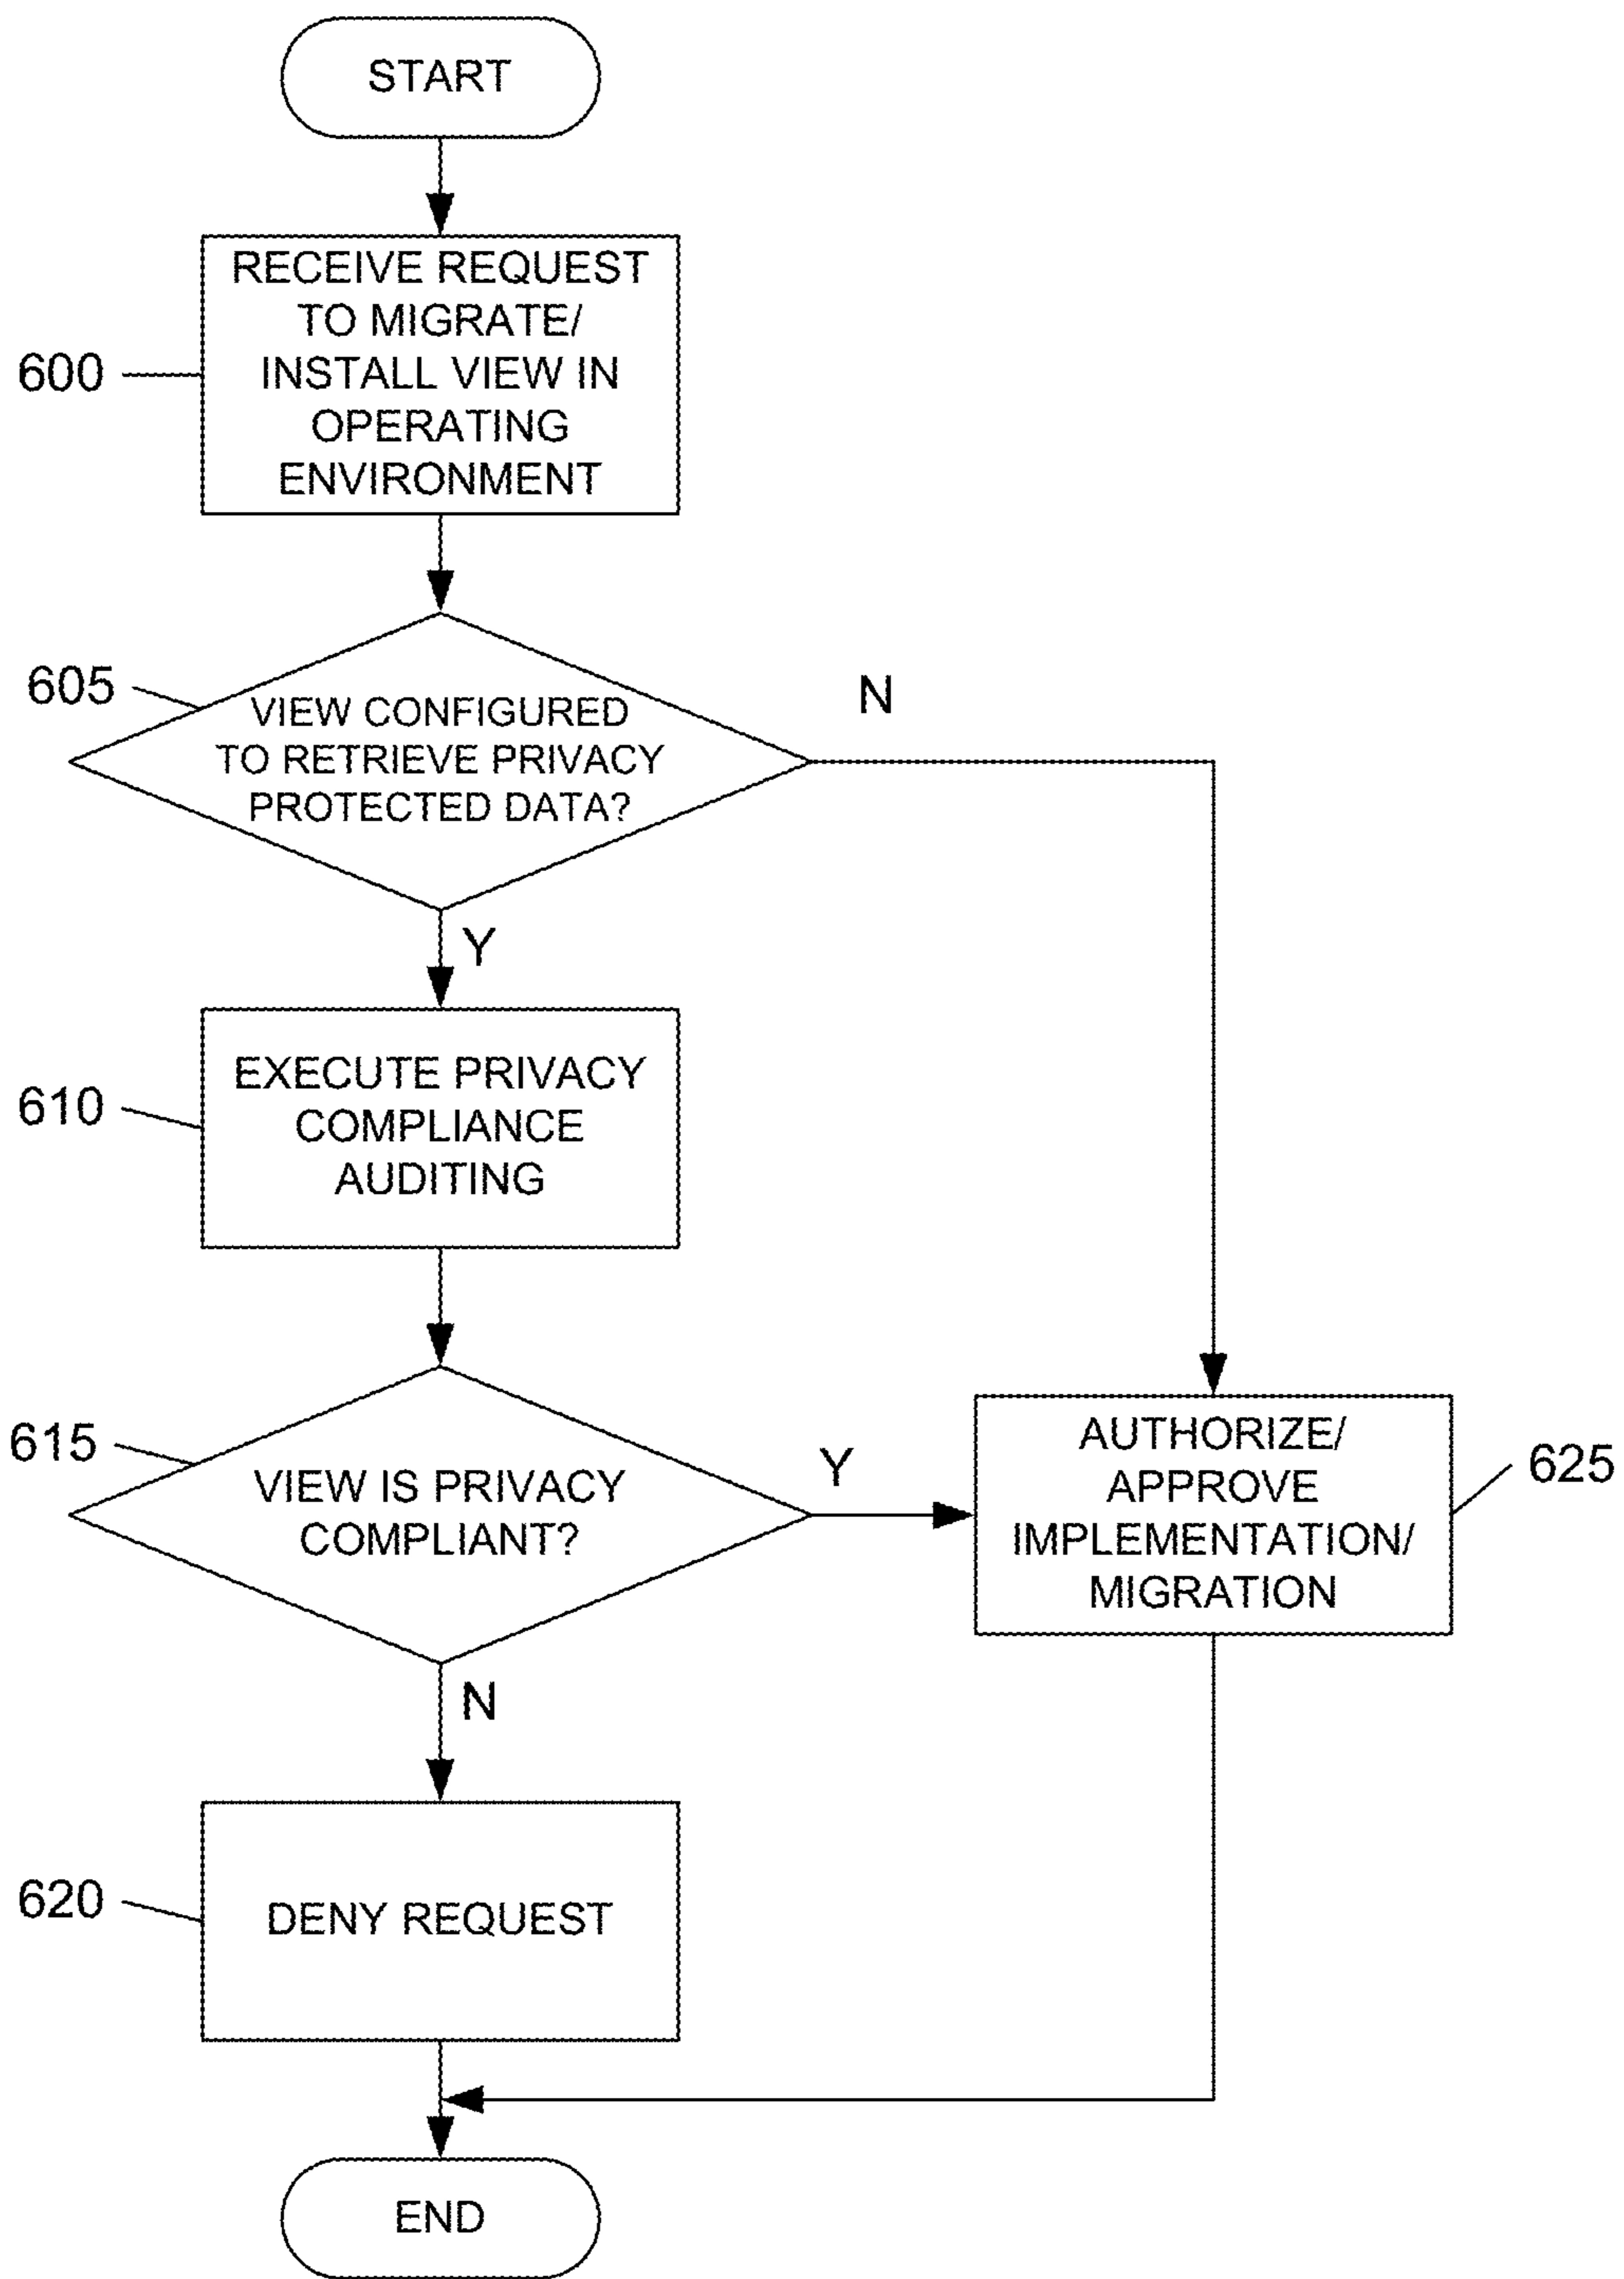 START
RECEIVE REQUEST
TO MIGRATE/
INSTALL VIEW IN
OPERATING
ENVIRONMENT
600
605
VIEW CONFIGURED
TO RETRIEVE PRIVACY
PROTECTED DATA?
N
Y
610
EXECUTE PRIVACY
COMPLIANCE
AUDITING
615
VIEW IS PRIVACY
COMPLIANT?
Y
AUTHORIZE/
APPROVE
IMPLEMENTATION/
MIGRATION
625
N
620
DENY REQUEST
END